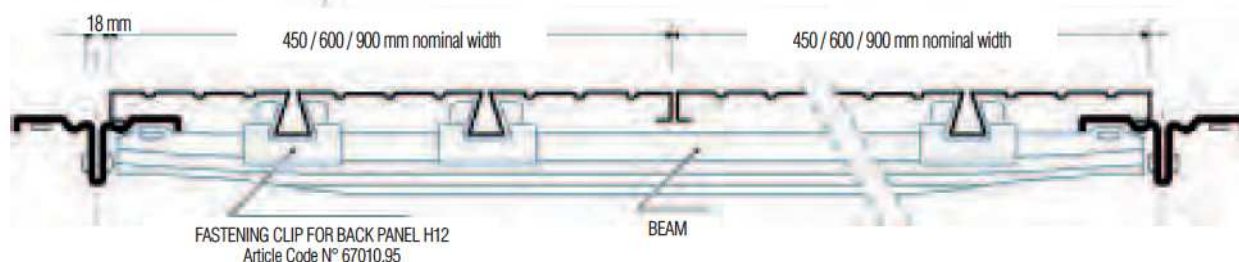 18 mm
450 / 600 / 900 mm nominal width
450 / 600 / 900 mm nominal width
FASTENING CLIP FOR BACK PANEL H12
Article Code N° 67010.95
BEAM